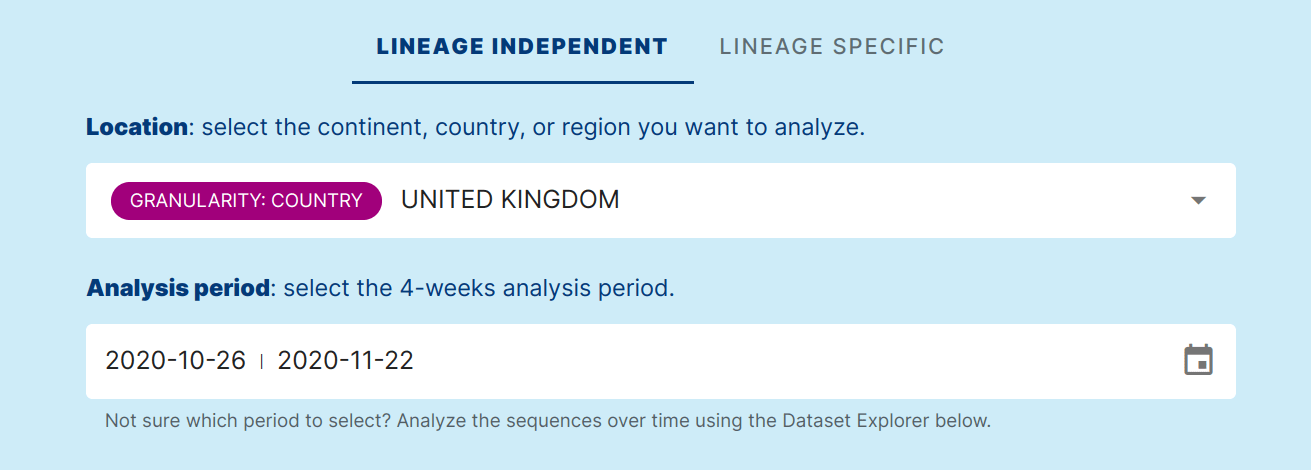 LINEAGE INDEPENDENT LINEAGE SPECIFIC
Location: select the continent, country, or region you want to analyze.
GRANULARITY: COUNTRY UNITED KINGDOM
Analysis period: select the 4-weeks analysis period.
2020-10-26 | 2020-11-22
Not sure which period to select? Analyze the sequences over time using the Dataset Explorer below.